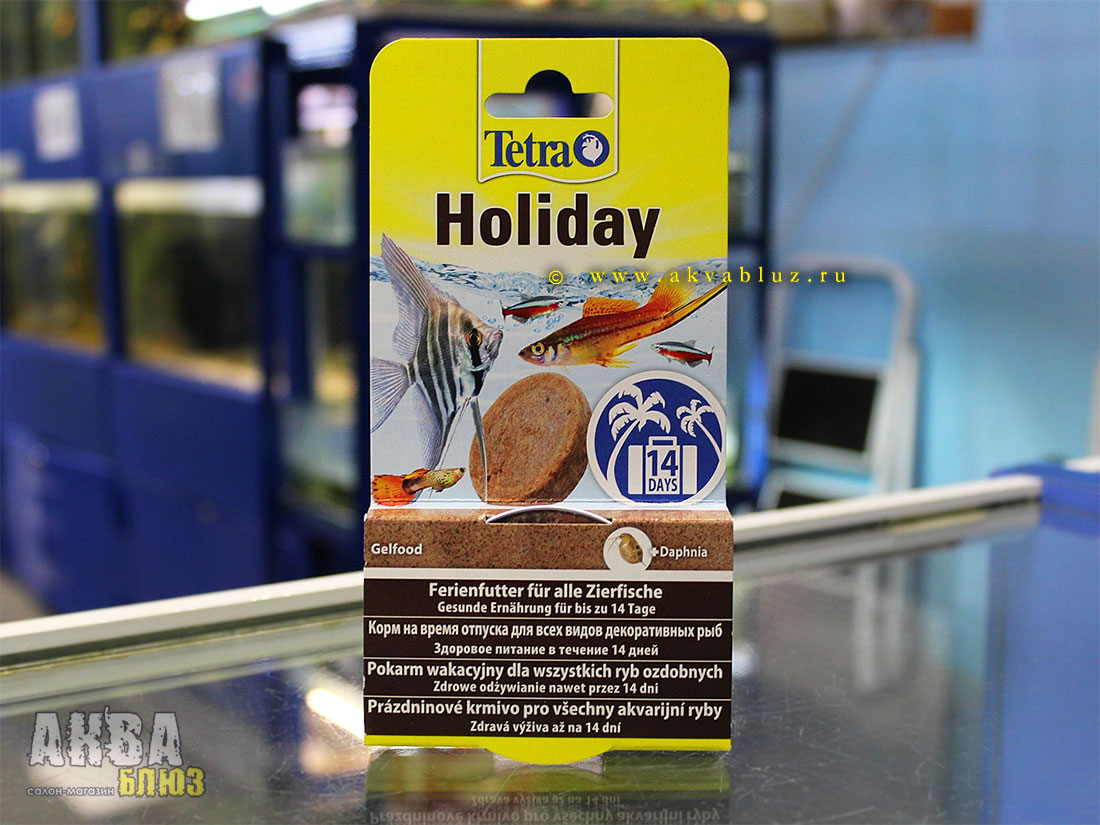 Tetra
Holiday
© www.akvabluz.ru
14
DAYS
Gelfood
+Daphnia
Ferienfutter für alle Zierfische
Gesunde Ernährung für bis zu 14 Tage
Корм на время отпуска для всех видов декоративных рыб
Здоровое питание в течение 14 дней
Pokarm wakacyjny dla wszystkich ryb ozdobnych
Zdrowe odżywianie nawet przez 14 dni
Prázdninové krmivo pro všechny akvarijní ryby
Zdravá výživa až na 14 dní
АКВА
салон-магазин БЛЮЗ